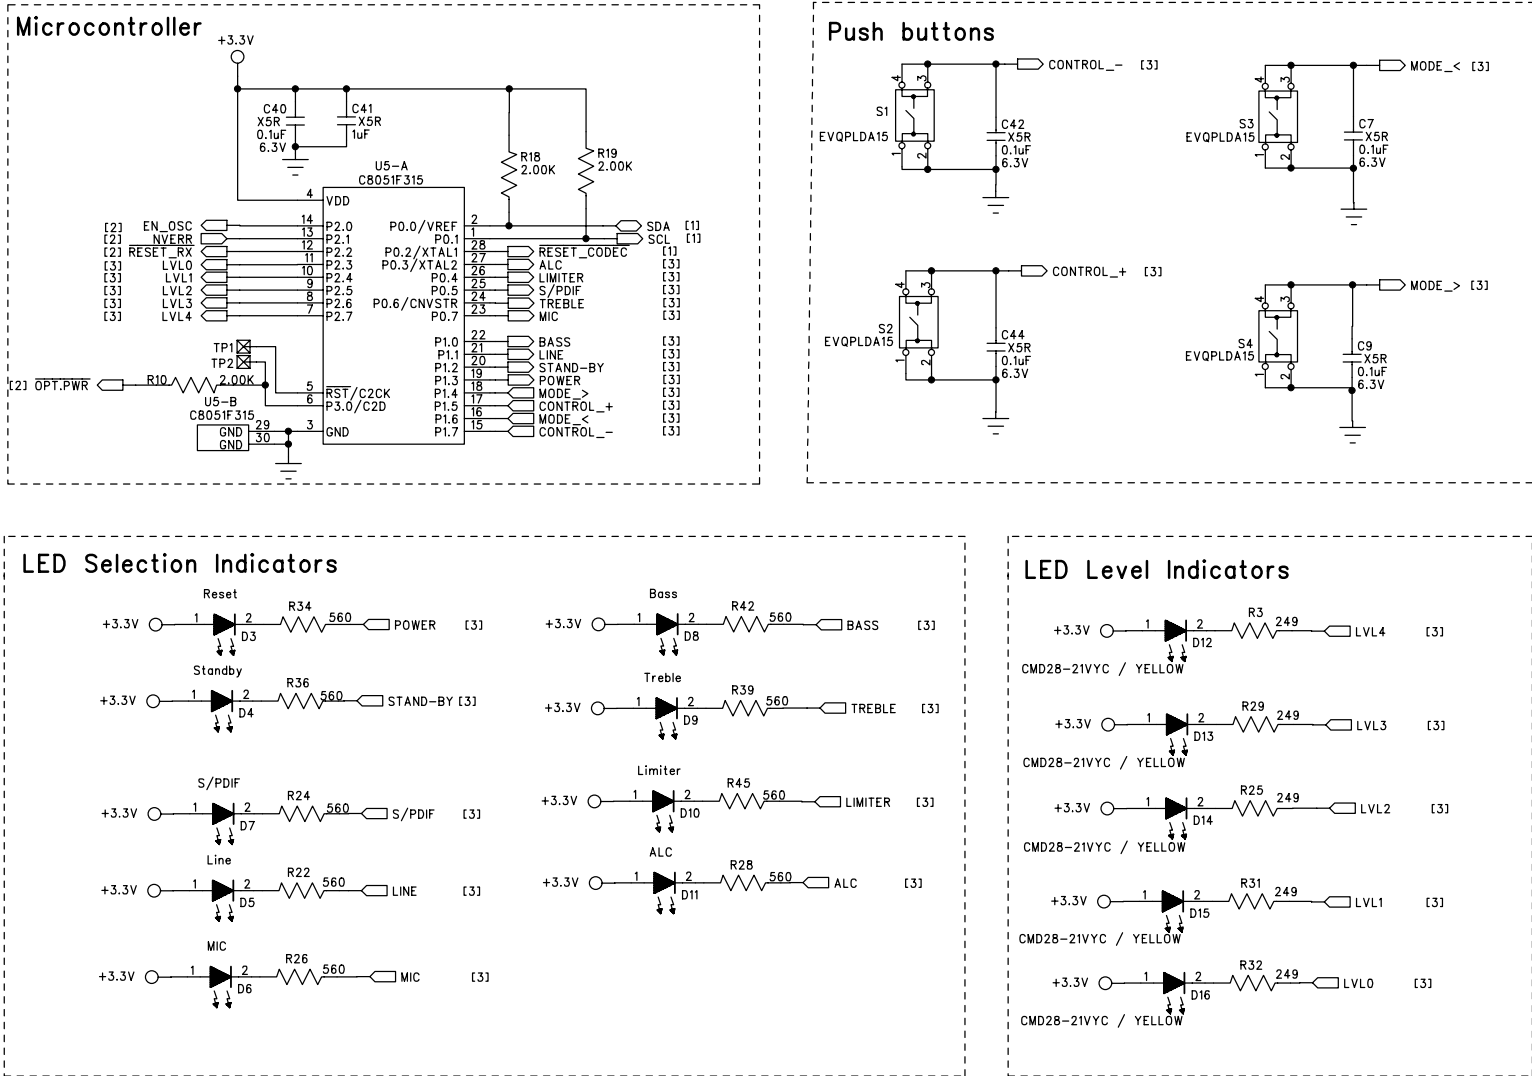 Microcontroller
+3.3V
C40
X5R
0.1uF
6.3V
C41
X5R
1uF
R18
2.00K
R19
2.00K
U5-A
C8051F315
4 VDD
[2] EN_OSC 14 P2.0
[2] NVERR 13 P2.1
[2] RESET_RX 12 P2.2
[3] LVL0 11 P2.3
[3] LVL1 10 P2.4
[3] LVL2 9 P2.5
[3] LVL3 8 P2.6
[3] LVL4 7 P2.7
P0.0/VREF 2 SDA [1]
P0.1 1 SCL [1]
P0.2/XTAL1 28 RESET_CODEC [1]
P0.3/XTAL2 27 ALC [3]
P0.4 26 LIMITER [3]
P0.5 25 S/PDIF [3]
P0.6/CNVSTR 24 TREBLE [3]
P0.7 23 MIC [3]
P1.0 22 BASS [3]
P1.1 21 LINE [3]
P1.2 20 STAND-BY [3]
P1.3 19 POWER [3]
P1.4 18 MODE_> [3]
P1.5 17 CONTROL_+ [3]
P1.6 16 MODE_< [3]
P1.7 15 CONTROL_- [3]
TP1
TP2
[2] OPT.PWR R10 2.00K
5 RST/C2CK
6 P3.0/C2D
U5-B
C8051F315
GND 29
GND 30
3 GND
Push buttons
CONTROL_- [3]
4 3
S1
EVQPLDA15
1 2
C42
X5R
0.1uF
6.3V
MODE_< [3]
4 3
S3
EVQPLDA15
1 2
C7
X5R
0.1uF
6.3V
CONTROL_+ [3]
4 3
S2
EVQPLDA15
1 2
C44
X5R
0.1uF
6.3V
MODE_> [3]
4 3
S4
EVQPLDA15
1 2
C9
X5R
0.1uF
6.3V
LED Selection Indicators
Reset
+3.3V 1 2 D3 R34 560 POWER [3]
Standby
+3.3V 1 2 D4 R36 560 STAND-BY [3]
S/PDIF
+3.3V 1 2 D7 R24 560 S/PDIF [3]
Line
+3.3V 1 2 D5 R22 560 LINE [3]
MIC
+3.3V 1 2 D6 R26 560 MIC [3]
Bass
+3.3V 1 2 D8 R42 560 BASS [3]
Treble
+3.3V 1 2 D9 R39 560 TREBLE [3]
Limiter
+3.3V 1 2 D10 R45 560 LIMITER [3]
ALC
+3.3V 1 2 D11 R28 560 ALC [3]
LED Level Indicators
+3.3V 1 2 D12 R3 249 LVL4 [3]
CMD28-21VYC / YELLOW
+3.3V 1 2 D13 R29 249 LVL3 [3]
CMD28-21VYC / YELLOW
+3.3V 1 2 D14 R25 249 LVL2 [3]
CMD28-21VYC / YELLOW
+3.3V 1 2 D15 R31 249 LVL1 [3]
CMD28-21VYC / YELLOW
+3.3V 1 2 D16 R32 249 LVL0 [3]
CMD28-21VYC / YELLOW